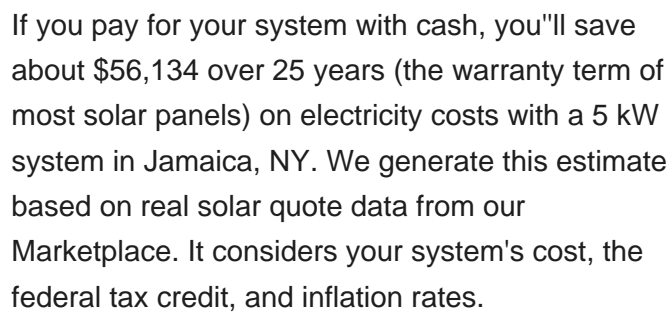 If you pay for your system with cash, you"ll save
about $56,134 over 25 years (the warranty term of
most solar panels) on electricity costs with a 5 kW
system in Jamaica, NY. We generate this estimate
based on real solar quote data from our
Marketplace. It considers your system's cost, the
federal tax credit, and inflation rates.